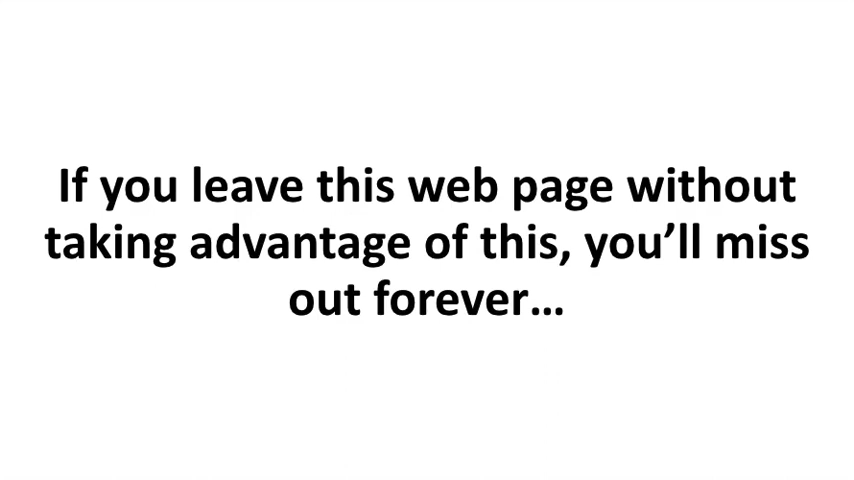 If you leave this web page without
taking advantage of this, you’ll miss
out forever…